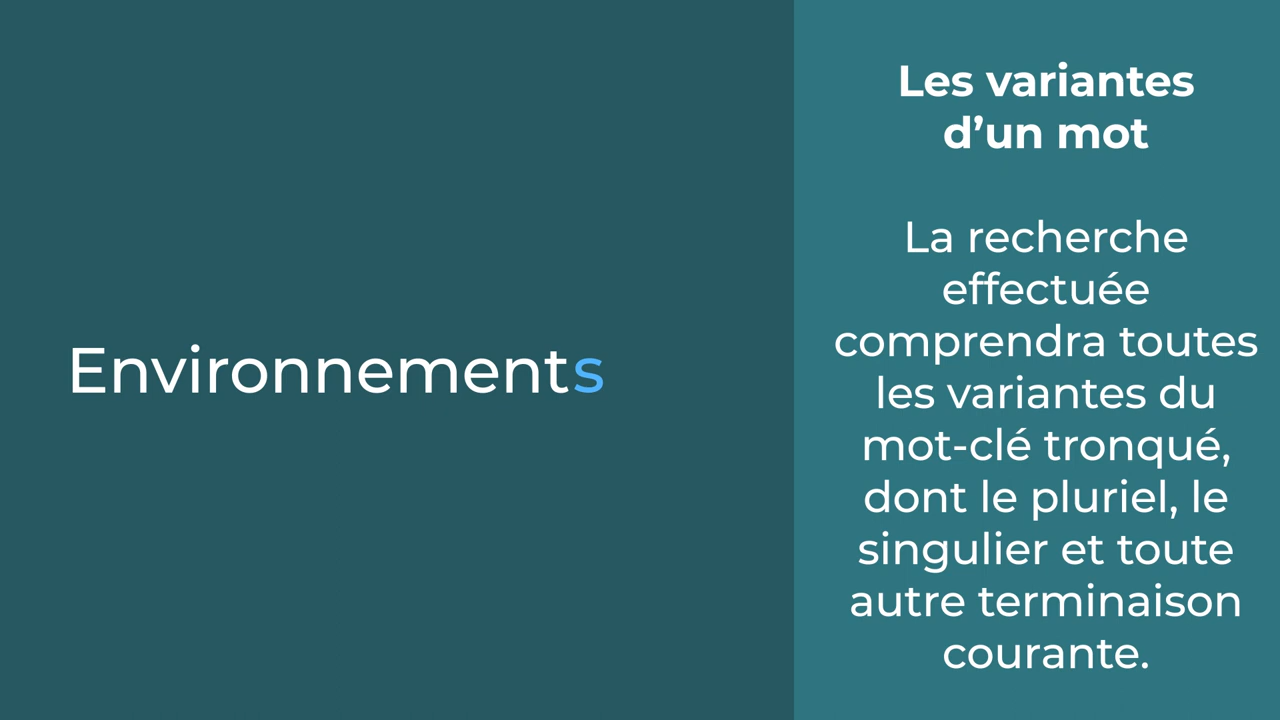 Environnements
Les variantes
d’un mot
La recherche
effectuée
comprendra toutes
les variantes du
mot-clé tronqué,
dont le pluriel, le
singulier et toute
autre terminaison
courante.